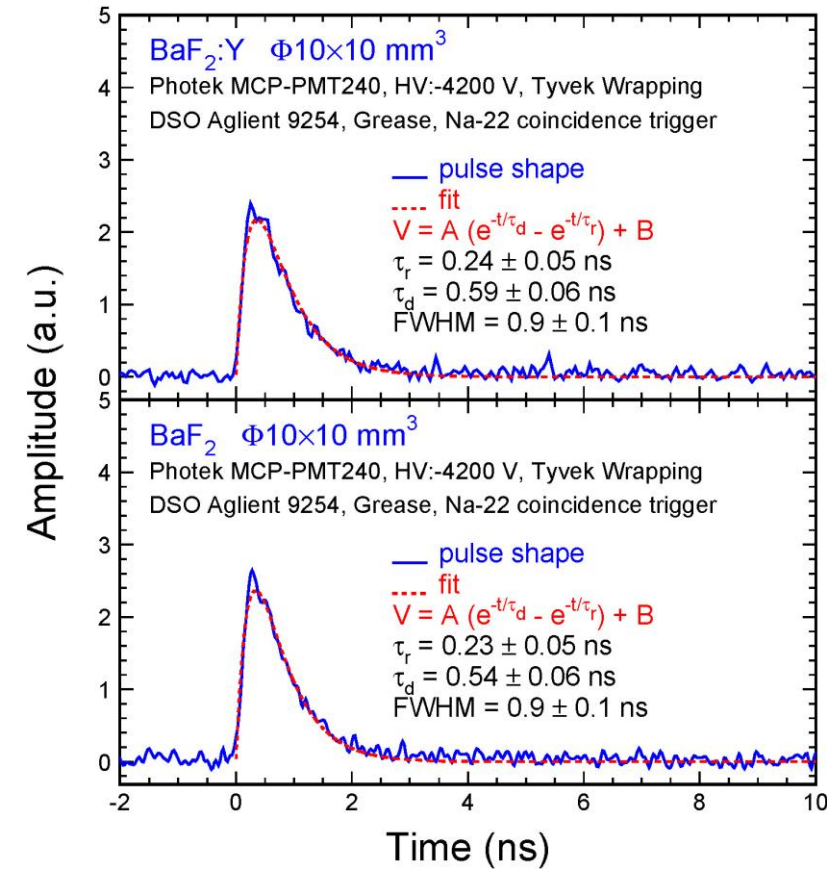 Amplitude (a.u.)
5
4
3
2
1
0
BaF₂:Y Φ10×10 mm³
Photek MCP-PMT240, HV:-4200 V, Tyvek Wrapping
DSO Aglient 9254, Grease, Na-22 coincidence trigger
pulse shape
fit
V = A (e^-t/τd - e^-t/τr) + B
τr = 0.24 ± 0.05 ns
τd = 0.59 ± 0.06 ns
FWHM = 0.9 ± 0.1 ns
5
4
3
2
1
0
BaF₂ Φ10×10 mm³
Photek MCP-PMT240, HV:-4200 V, Tyvek Wrapping
DSO Aglient 9254, Grease, Na-22 coincidence trigger
pulse shape
fit
V = A (e^-t/τd - e^-t/τr) + B
τr = 0.23 ± 0.05 ns
τd = 0.54 ± 0.06 ns
FWHM = 0.9 ± 0.1 ns
-2 0 2 4 6 8 10
Time (ns)